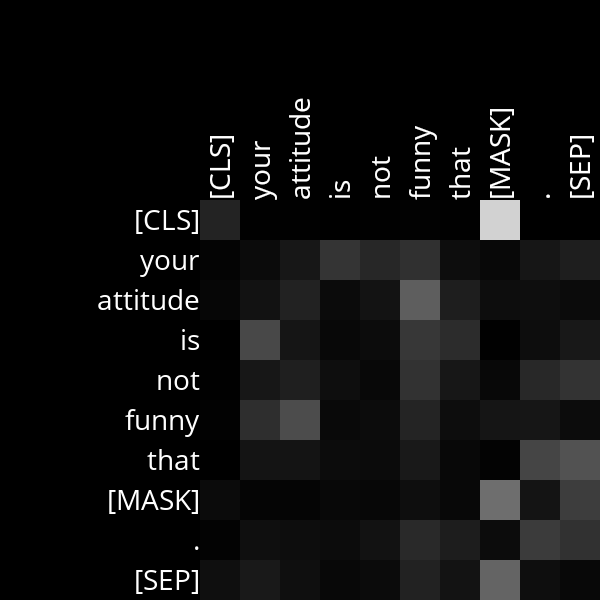 [CLS] your attitude is not funny that [MASK] . [SEP]
[CLS]
your
attitude
is
not
funny
that
[MASK]
.
[SEP]